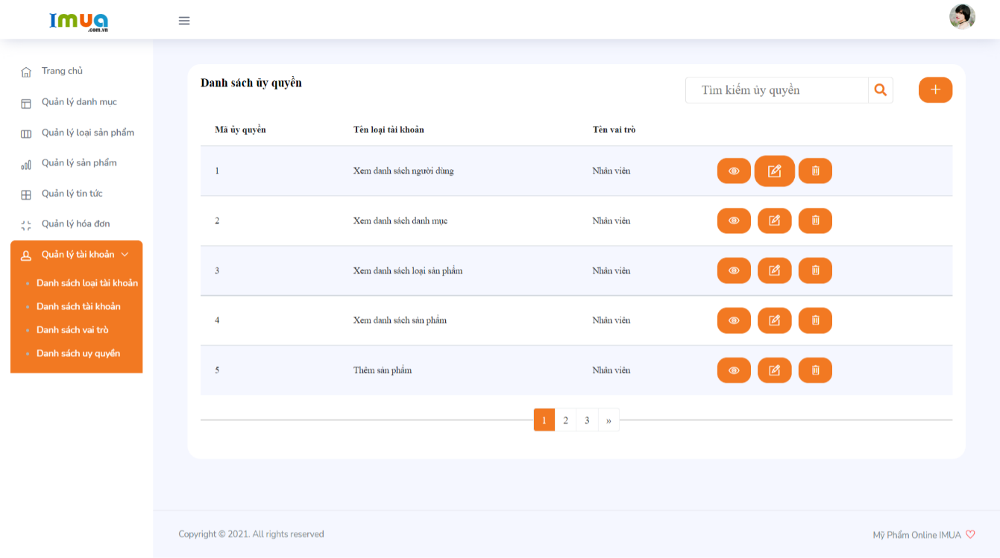 Imua
.com.vn
Trang chủ
Quản lý danh mục
Quản lý loại sản phẩm
Quản lý sản phẩm
Quản lý tin tức
Quản lý hóa đơn
Quản lý tài khoản
Danh sách loại tài khoản
Danh sách tài khoản
Danh sách vai trò
Danh sách uy quyền
Danh sách ủy quyền
Tìm kiếm ủy quyền
Mã ủy quyền Tên loại tài khoản Tên vai trò
1 Xem danh sách người dùng Nhân viên
2 Xem danh sách danh mục Nhân viên
3 Xem danh sách loại sản phẩm Nhân viên
4 Xem danh sách sản phẩm Nhân viên
5 Thêm sản phẩm Nhân viên
1 2 3 »
Copyright © 2021. All rights reserved
Mỹ Phẩm Online IMUA